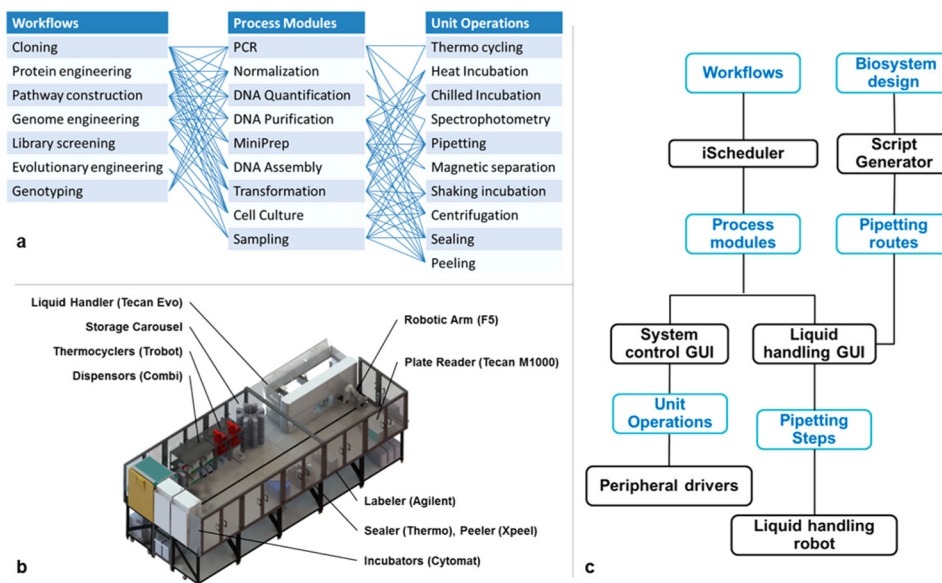 Workflows
Process Modules
Unit Operations
Cloning
PCR
Thermo cycling
Protein engineering
Normalization
Heat Incubation
Pathway construction
DNA Quantification
Chilled Incubation
Genome engineering
DNA Purification
Spectrophotometry
Library screening
MiniPrep
Pipetting
Evolutionary engineering
DNA Assembly
Magnetic separation
Genotyping
Transformation
Shaking incubation
Cell Culture
Centrifugation
Sampling
Sealing
Peeling
a
Liquid Handler (Tecan Evo)
Storage Carousel
Thermocyclers (Trobot)
Dispensors (Combi)
Robotic Arm (F5)
Plate Reader (Tecan M1000)
Labeler (Agilent)
Sealer (Thermo), Peeler (Xpeel)
Incubators (Cytomat)
b
Workflows
Biosystem
design
iScheduler
Script
Generator
Process
modules
Pipetting
routes
System
control GUI
Liquid
handling GUI
Unit
Operations
Pipetting
Steps
Peripheral drivers
Liquid handling
robot
c